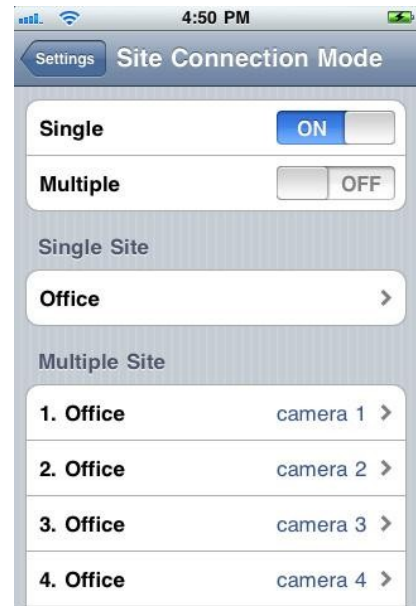 4:50 PM
Settings Site Connection Mode
Single ON
Multiple OFF
Single Site
Office
Multiple Site
1. Office camera 1
2. Office camera 2
3. Office camera 3
4. Office camera 4